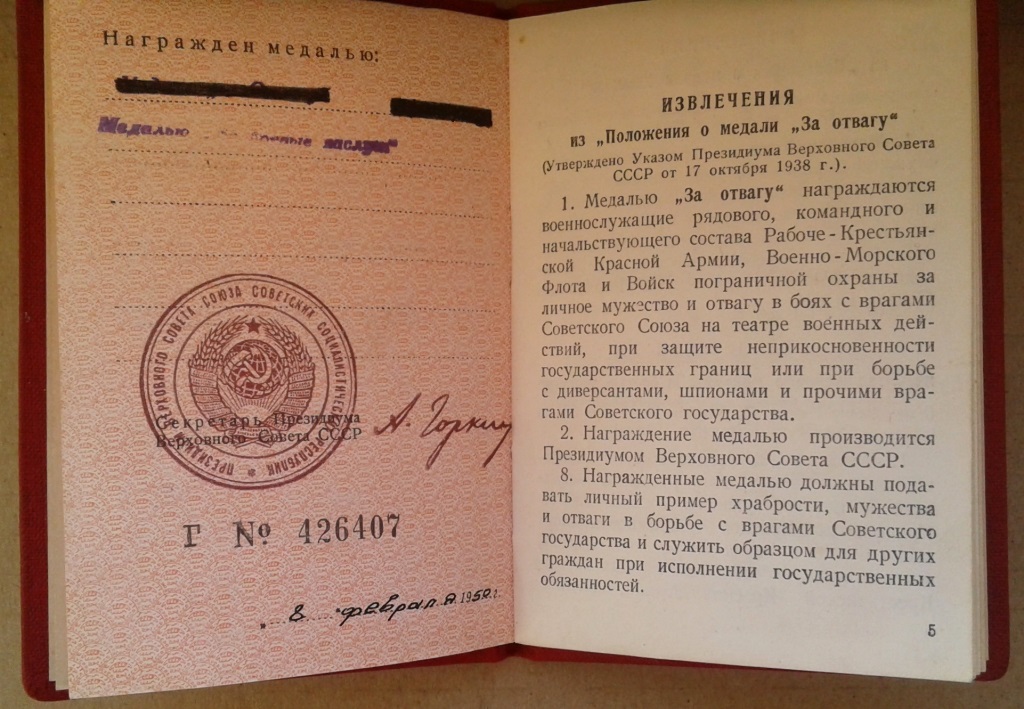 Награжден медалью:
Медалью боевые заслуги"
ПРЕЗИДИУМ ВЕРХОВНОГО СОВЕТА СОЮЗА СОВЕТСКИХ СОЦИАЛИСТИЧЕСКИХ РЕСПУБЛИК
Секретарь Президиума
Верховного Совета СССР
А. Горкин
Г № 426407
8 февраля 1950 г.
ИЗВЛЕЧЕНИЯ
из „Положения о медали „За отвагу“
(Утверждено Указом Президиума Верховного Совета
СССР от 17 октября 1938 г.).
1. Медалью „За отвагу“ награждаются
военнослужащие рядового, командного и
начальствующего состава Рабоче-Крестьян-
ской Красной Армии, Военно-Морского
Флота и Войск пограничной охраны за
личное мужество и отвагу в боях с врагами
Советского Союза на театре военных дей-
ствий, при защите неприкосновенности
государственных границ или при борьбе
с диверсантами, шпионами и прочими вра-
гами Советского государства.
2. Награждение медалью производится
Президиумом Верховного Совета СССР.
8. Награжденные медалью должны пода-
вать личный пример храбрости, мужества
и отваги в борьбе с врагами Советского
государства и служить образцом для других
граждан при исполнении государственных
обязанностей.
5